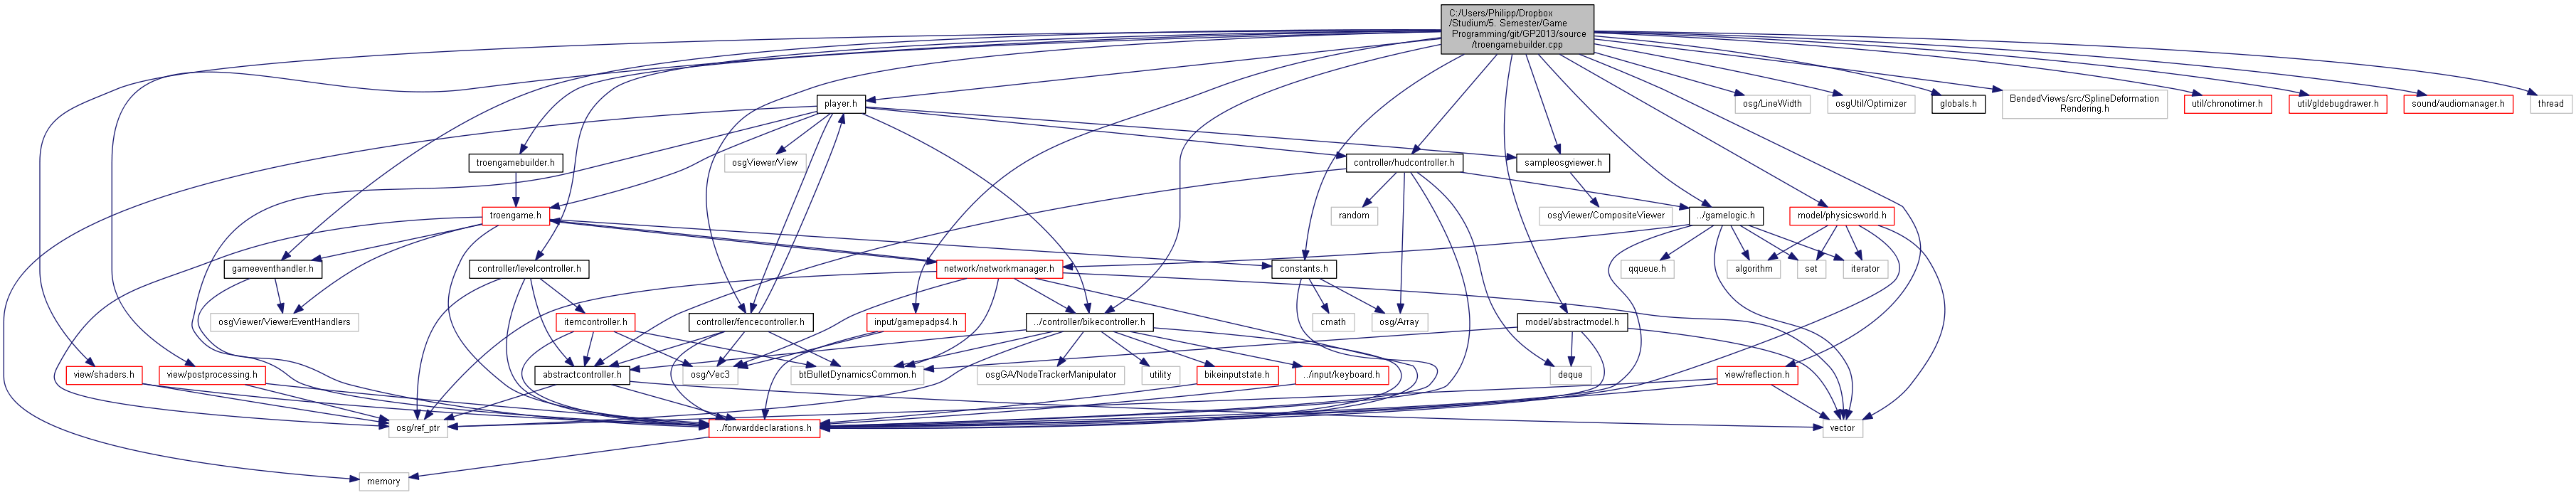 C:/Users/Philipp/Dropbox
/Studium/5. Semester/Game
Programming/git/GP2013/source
/troengamebuilder.cpp
player.h
osg/LineWidth
osgUtil/Optimizer
globals.h
BendedViews/src/SplineDeformation
Rendering.h
util/chronotimer.h
util/gldebugdrawer.h
sound/audiomanager.h
thread
troengamebuilder.h
osgViewer/View
controller/hudcontroller.h
sampleosgviewer.h
troengame.h
random
osgViewer/CompositeViewer
../gamelogic.h
model/physicsworld.h
gameeventhandler.h
controller/levelcontroller.h
network/networkmanager.h
constants.h
qqueue.h
algorithm
set
iterator
osgViewer/ViewerEventHandlers
itemcontroller.h
controller/fencecontroller.h
input/gamepadps4.h
../controller/bikecontroller.h
cmath
osg/Array
model/abstractmodel.h
view/shaders.h
view/postprocessing.h
abstractcontroller.h
osg/Vec3
btBulletDynamicsCommon.h
osgGA/NodeTrackerManipulator
utility
bikeinputstate.h
../input/keyboard.h
deque
view/reflection.h
osg/ref_ptr
../forwarddeclarations.h
vector
memory